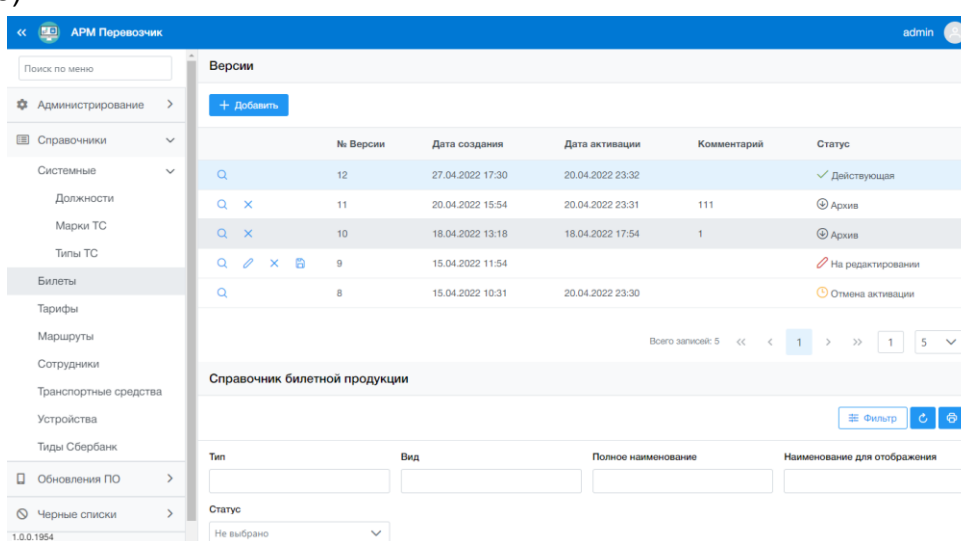 АРМ Перевозчик admin
Поиск по меню
Версии
Администрирование
Добавить
Справочники
№ Версии Дата создания Дата активации Комментарий Статус
Системные
12 27.04.2022 17:30 20.04.2022 23:32 Действующая
Должности
11 20.04.2022 15:54 20.04.2022 23:31 111 Архив
Марки ТС
10 18.04.2022 13:18 18.04.2022 17:54 1 Архив
Типы ТС
9 15.04.2022 11:54 На редактировании
Билеты
8 15.04.2022 10:31 20.04.2022 23:30 Отмена активации
Тарифы
Маршруты
Всего записей: 5 << < 1 > >> 1 5
Сотрудники
Справочник билетной продукции
Транспортные средства
Устройства
Фильтр
Тиды Сбербанк
Тип Вид Полное наименование Наименование для отображения
Обновления ПО
Статус
Черные списки
Не выбрано
1.0.0.1954